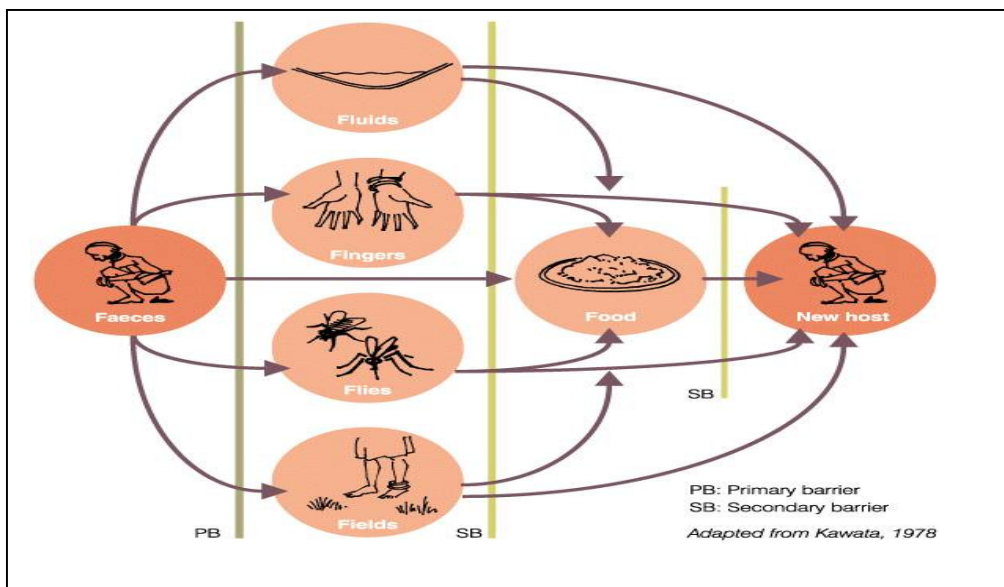 Fluids
Fingers
Faeces
Food
New host
Flies
SB
Fields
PB
SB
PB: Primary barrier
SB: Secondary barrier
Adapted from Kawata, 1978